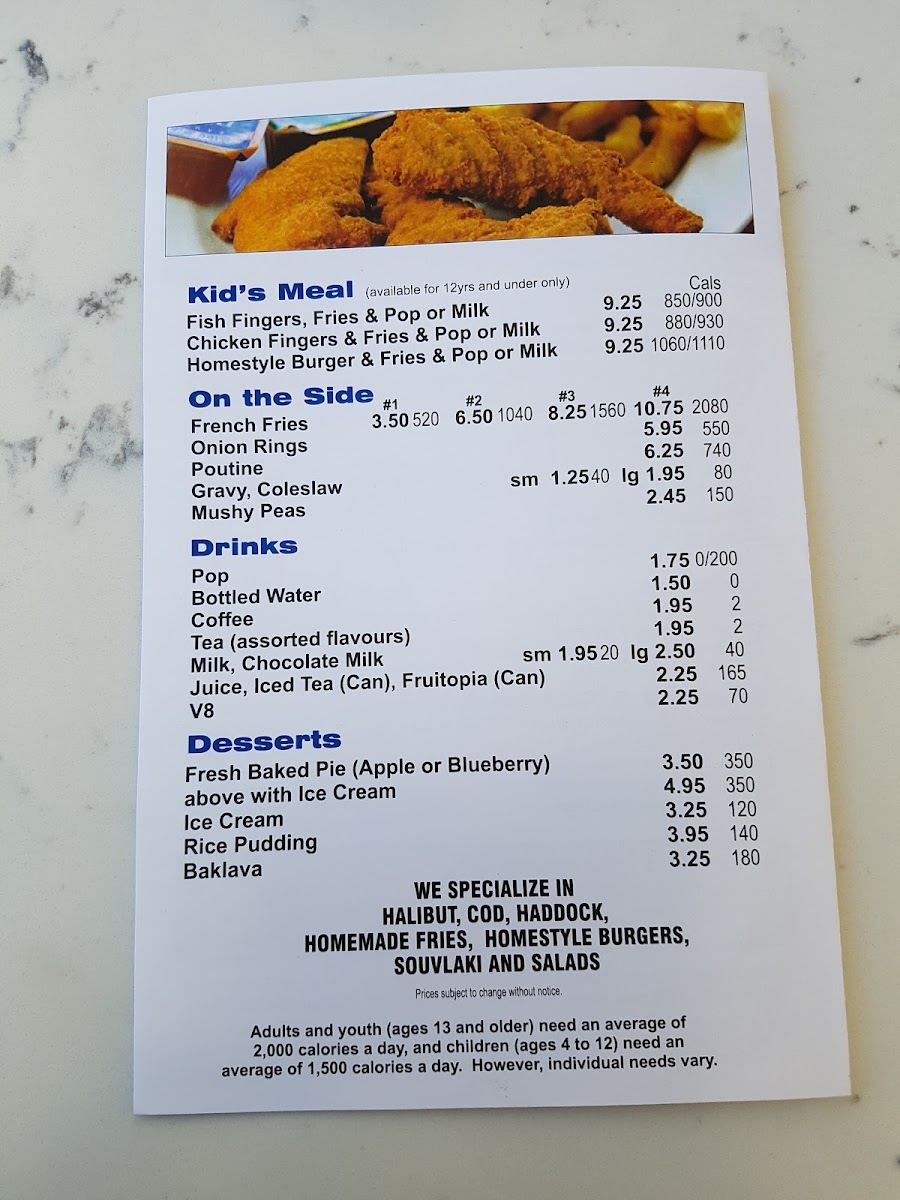 Kid's Meal (available for 12yrs and under only) Cals
Fish Fingers, Fries & Pop or Milk 9.25 850/900
Chicken Fingers & Fries & Pop or Milk 9.25 880/930
Homestyle Burger & Fries & Pop or Milk 9.25 1060/1110
On the Side #1 #2 #3 #4
French Fries 3.50 520 6.50 1040 8.25 1560 10.75 2080
Onion Rings 5.95 550
Poutine 6.25 740
Gravy, Coleslaw sm 1.25 40 lg 1.95 80
Mushy Peas 2.45 150
Drinks
Pop 1.75 0/200
Bottled Water 1.50 0
Coffee 1.95 2
Tea (assorted flavours) 1.95 2
Milk, Chocolate Milk sm 1.95 20 lg 2.50 40
Juice, Iced Tea (Can), Fruitopia (Can) 2.25 165
V8 2.25 70
Desserts
Fresh Baked Pie (Apple or Blueberry) 3.50 350
above with Ice Cream 4.95 350
Ice Cream 3.25 120
Rice Pudding 3.95 140
Baklava 3.25 180
WE SPECIALIZE IN
HALIBUT, COD, HADDOCK,
HOMEMADE FRIES, HOMESTYLE BURGERS,
SOUVLAKI AND SALADS
Prices subject to change without notice.
Adults and youth (ages 13 and older) need an average of
2,000 calories a day, and children (ages 4 to 12) need an
average of 1,500 calories a day. However, individual needs vary.